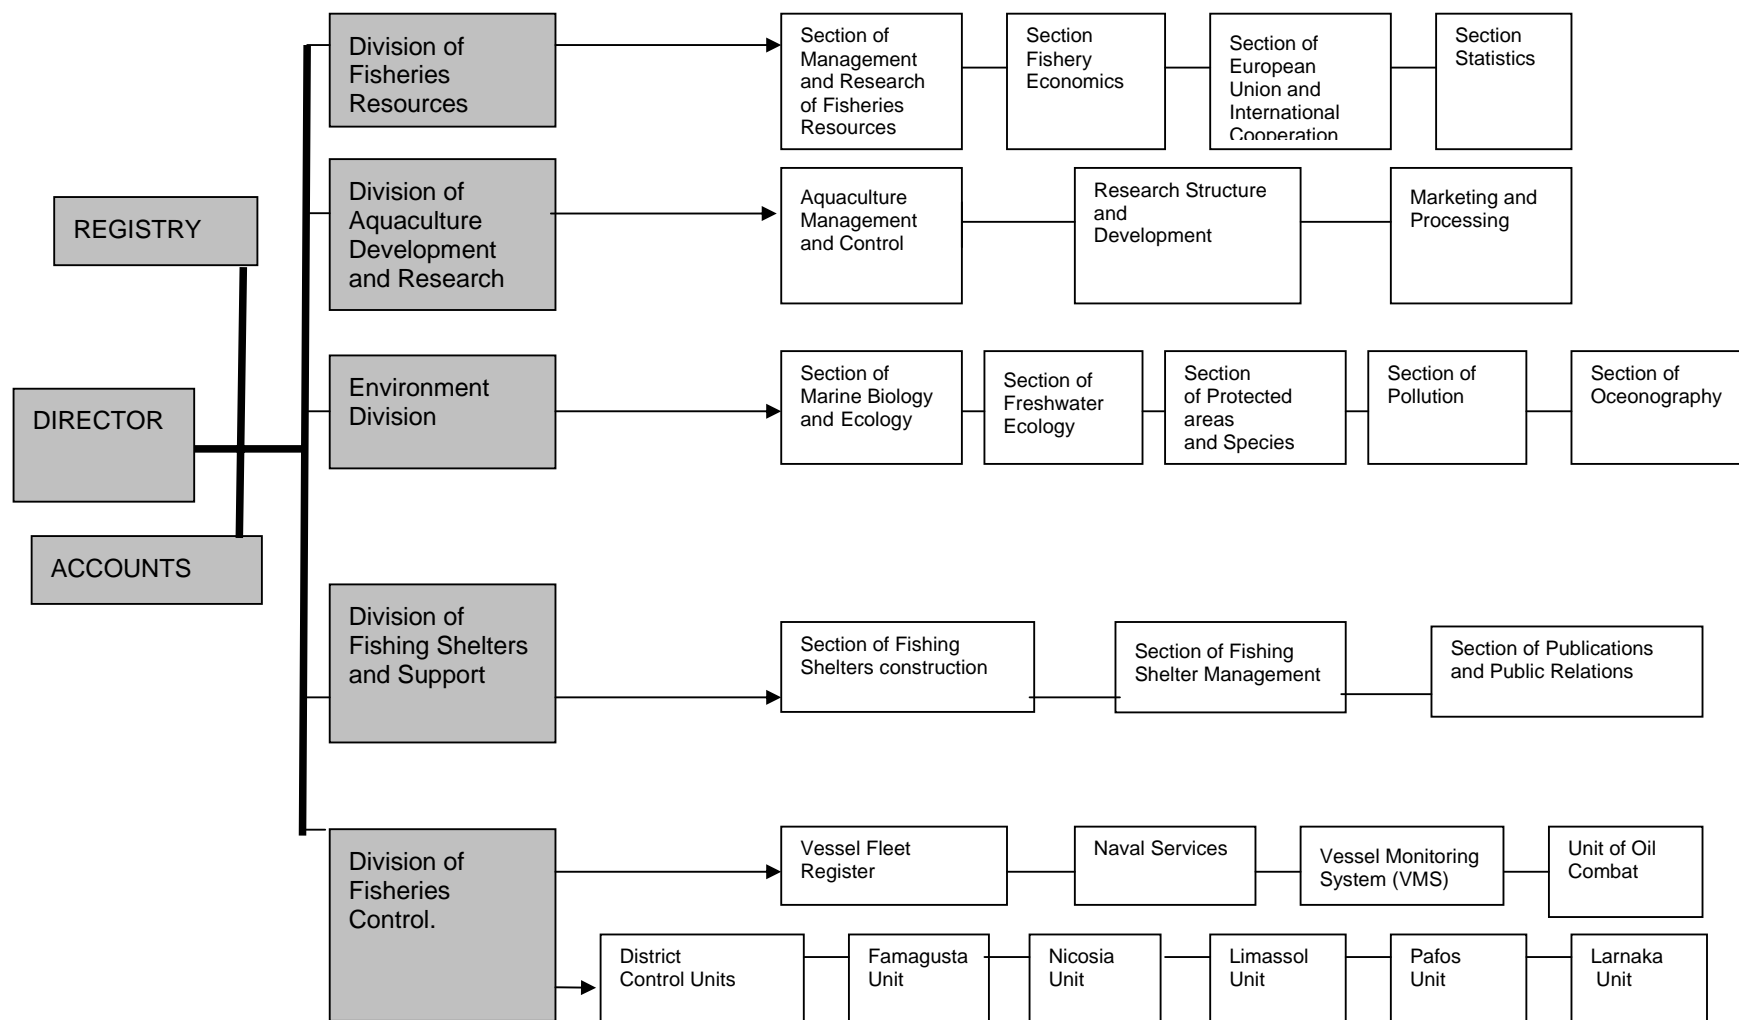 Division of
Fisheries
Resources
Section of
Management
and Research
of Fisheries
Resources
Section
Fishery
Economics
Section of
European
Union and
International
Cooperation
Section
Statistics
REGISTRY
Division of
Aquaculture
Development
and Research
Aquaculture
Management
and Control
Research Structure
and
Development
Marketing and
Processing
DIRECTOR
Environment
Division
Section of
Marine Biology
and Ecology
Section of
Freshwater
Ecology
Section
of Protected
areas
and Species
Section of
Pollution
Section of
Oceonography
ACCOUNTS
Division of
Fishing Shelters
and Support
Section of Fishing
Shelters construction
Section of Fishing
Shelter Management
Section of Publications
and Public Relations
Division of
Fisheries
Control.
Vessel Fleet
Register
Naval Services
Vessel Monitoring
System (VMS)
Unit of Oil
Combat
District
Control Units
Famagusta
Unit
Nicosia
Unit
Limassol
Unit
Pafos
Unit
Larnaka
Unit